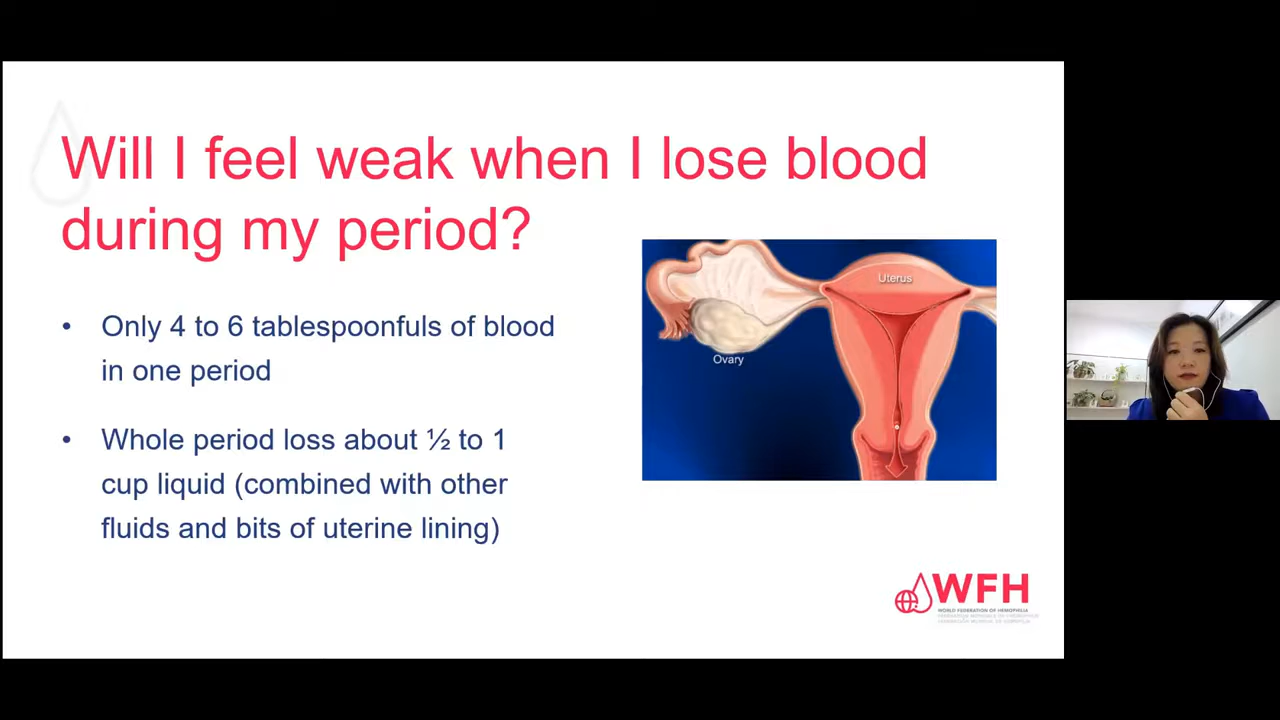 Will I feel weak when I lose blood
during my period?
• Only 4 to 6 tablespoonfuls of blood
in one period
• Whole period loss about ½ to 1
cup liquid (combined with other
fluids and bits of uterine lining)
Uterus
Ovary
WFH
WORLD FEDERATION OF HEMOPHILIA